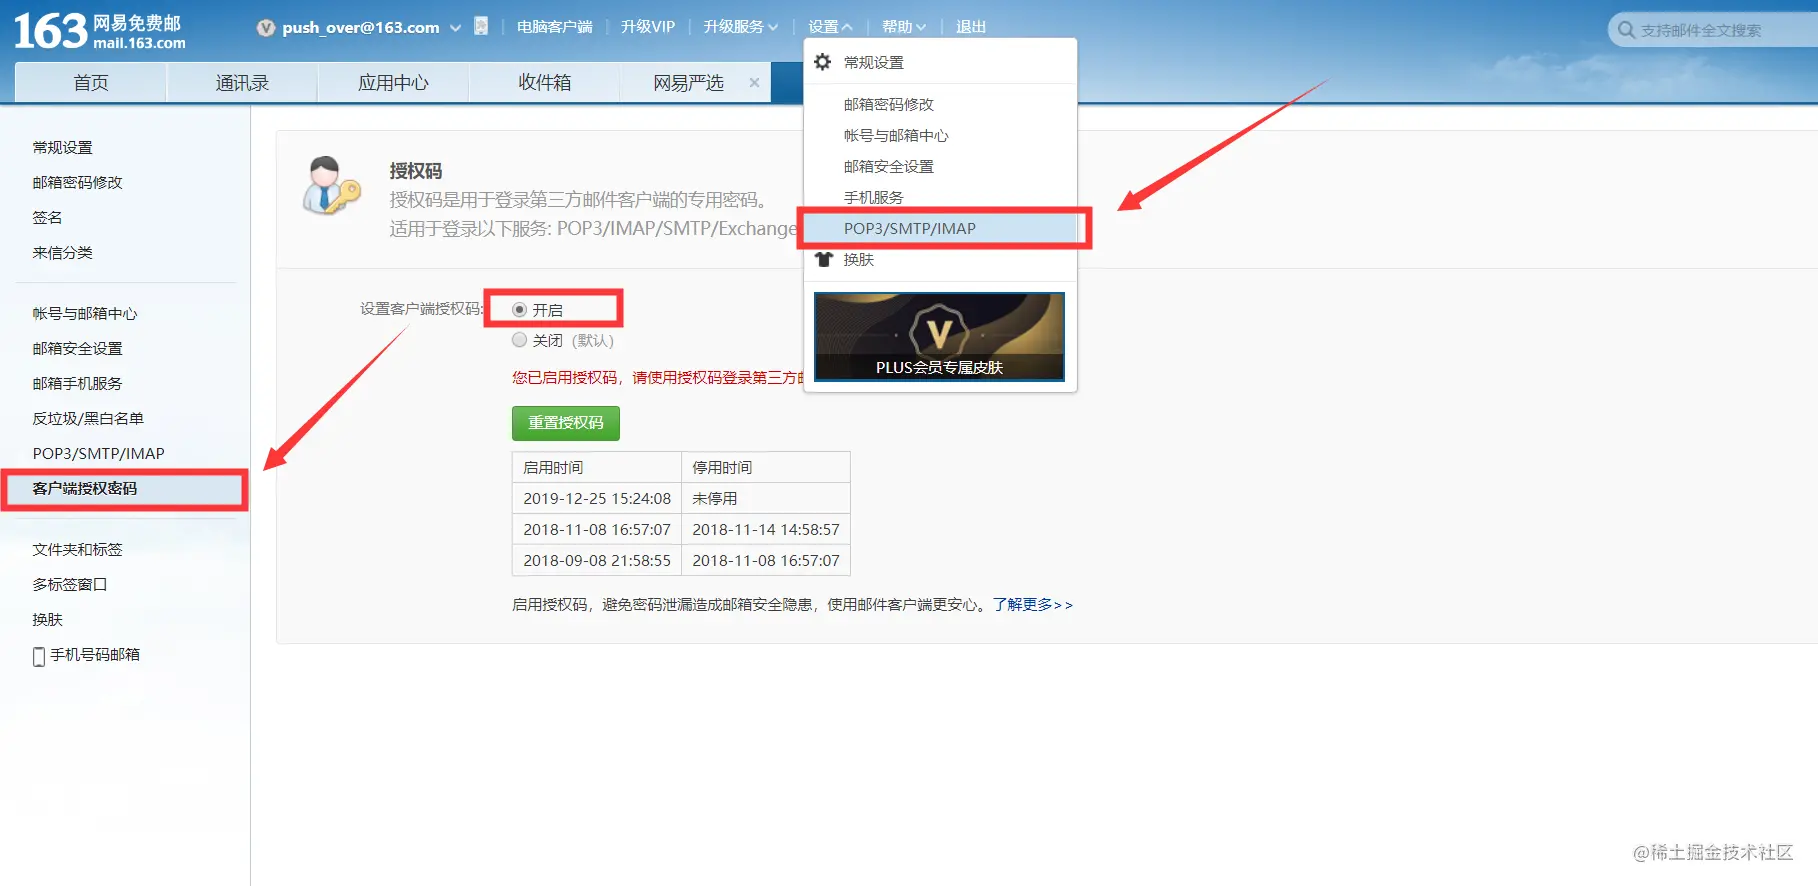 163 网易免费邮
mail.163.com
push_over@163.com
电脑客户端
升级VIP
升级服务
设置
帮助
退出
支持邮件全文搜索
首页
通讯录
应用中心
收件箱
网易严选
常规设置
邮箱密码修改
帐号与邮箱中心
邮箱安全设置
手机服务
POP3/SMTP/IMAP
换肤
V
PLUS会员专属皮肤
常规设置
邮箱密码修改
签名
来信分类
帐号与邮箱中心
邮箱安全设置
邮箱手机服务
反垃圾/黑白名单
POP3/SMTP/IMAP
客户端授权密码
文件夹和标签
多标签窗口
换肤
手机号码邮箱
授权码
授权码是用于登录第三方邮件客户端的专用密码。
适用于登录以下服务: POP3/IMAP/SMTP/Exchange
设置客户端授权码:
开启
关闭 (默认)
您已启用授权码，请使用授权码登录第三方
重置授权码
启用时间 停用时间
2019-12-25 15:24:08 未停用
2018-11-08 16:57:07 2018-11-14 14:58:57
2018-09-08 21:58:55 2018-11-08 16:57:07
启用授权码，避免密码泄漏造成邮箱安全隐患，使用邮件客户端更安心。了解更多>>
@稀土掘金技术社区